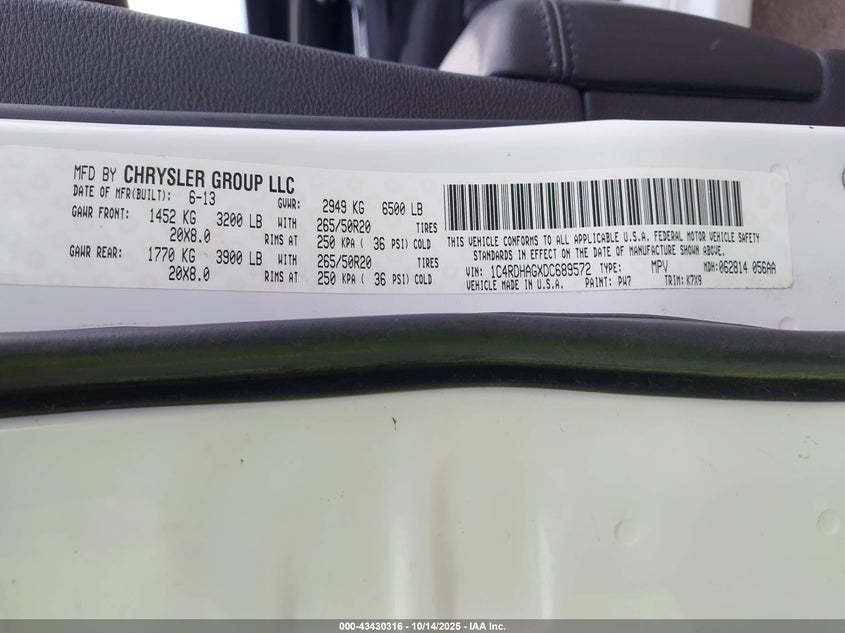 MFD BY CHRYSLER GROUP LLC
DATE OF MFR(BUILT): 6-13 GVWR: 2949 KG 6500 LB
GAWR FRONT: 1452 KG 3200 LB WITH 265/50R20 TIRES
20X8.0 RIMS AT 250 KPA ( 36 PSI) COLD
GAWR REAR: 1770 KG 3900 LB WITH 265/50R20 TIRES
20X8.0 RIMS AT 250 KPA ( 36 PSI) COLD
THIS VEHICLE CONFORMS TO ALL APPLICABLE U.S.A. FEDERAL MOTOR VEHICLE SAFETY
STANDARDS IN EFFECT ON THE DATE OF MANUFACTURE SHOWN ABOVE.
VIN: 1C4RDHAGXDC689572 TYPE: MPV MDH:062814 056AA
VEHICLE MADE IN U.S.A. PAINT: PW7 TRIM: K7X9
000-43430316 - 10/14/2025 - IAA Inc.